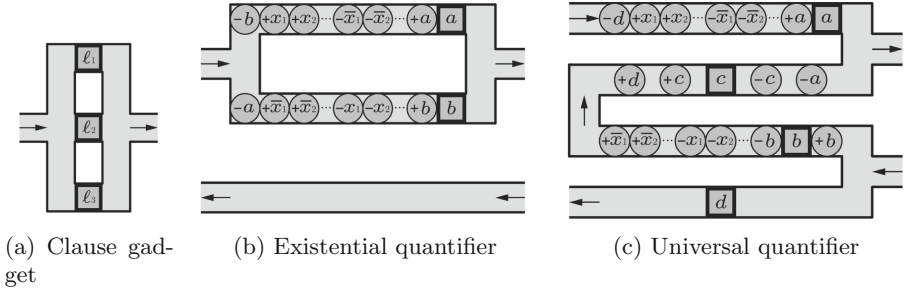 −b +x₁ +x₂ ··· −x̅₁ −x̅₂ ··· +a a
−d +x₁ +x₂ ··· −x̅₁ −x̅₂ ··· +a a
ℓ₁
+d +c c −c −a
ℓ₂
−a +x̅₁ +x̅₂ ··· −x₁ −x₂ ··· +b b
+x̅₁ +x̅₂ ··· −x₁ −x₂ ··· −b b +b
ℓ₃
d
(a) Clause gad-
get
(b) Existential quantifier
(c) Universal quantifier